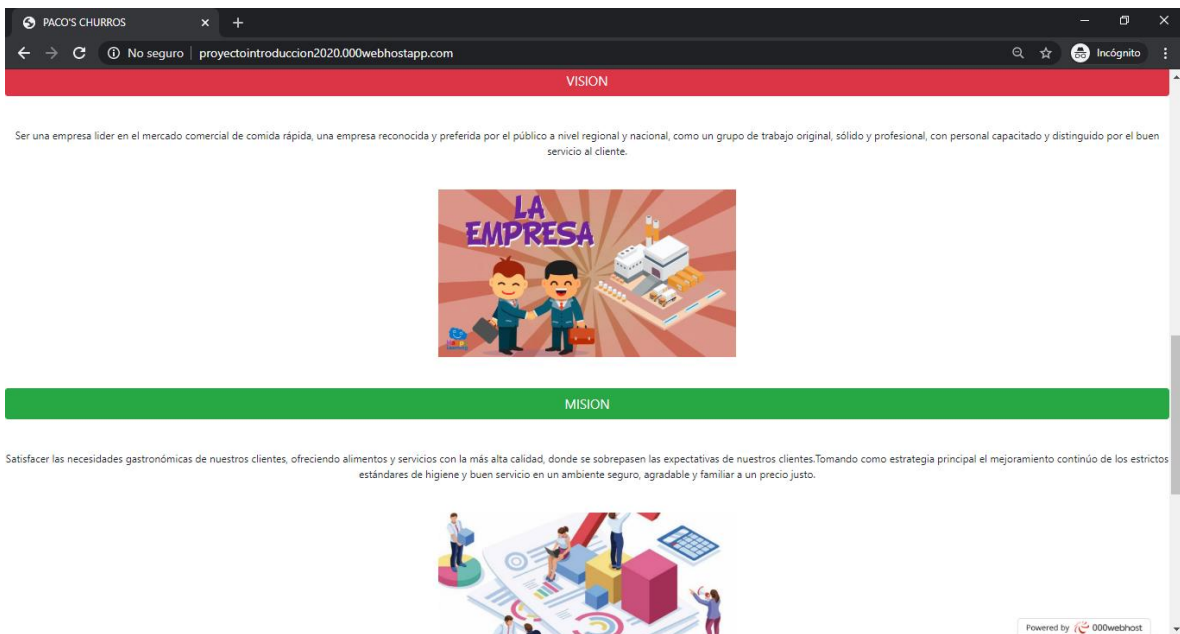 PACO'S CHURROS
No seguro | proyectointroduccion2020.000webhostapp.com
Incógnito
VISION
Ser una empresa lider en el mercado comercial de comida rápida, una empresa reconocida y preferida por el público a nivel regional y nacional, como un grupo de trabajo original, sólido y profesional, con personal capacitado y distinguido por el buen
servicio al cliente.
LA
EMPRESA
MISION
Satisfacer las necesidades gastronómicas de nuestros clientes, ofreciendo alimentos y servicios con la más alta calidad, donde se sobrepasen las expectativas de nuestros clientes.Tomando como estrategia principal el mejoramiento continúo de los estrictos
estándares de higiene y buen servicio en un ambiente seguro, agradable y familiar a un precio justo.
Powered by 000webhost